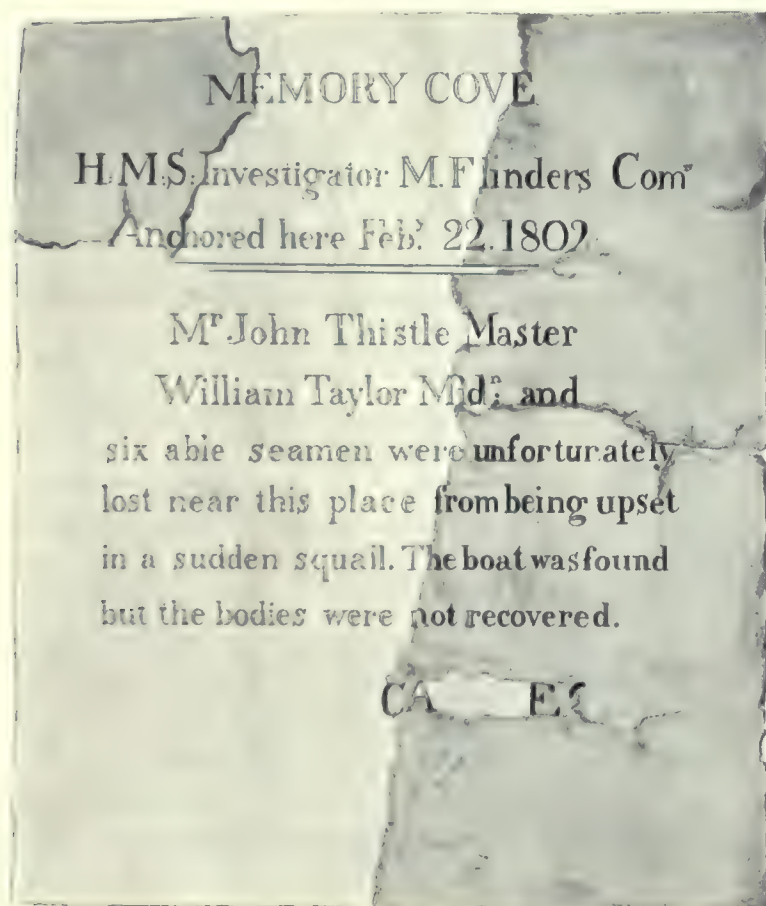 MEMORY COVE
H.M.S. Investigator M. Flinders Comr
Anchored here Feby. 22. 1802
Mr. John Thistle Master
William Taylor Midn. and
six able seamen were unfortunately
lost near this place from being upset
in a sudden squall. The boat was found
but the bodies were not recovered.